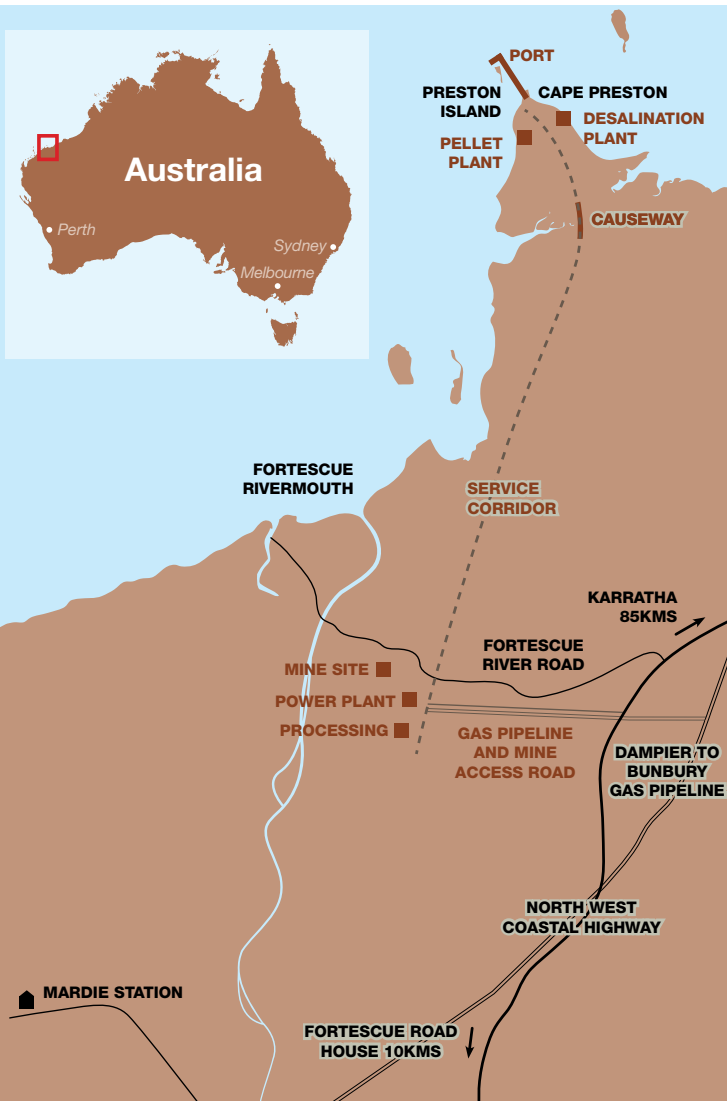 PORT
PRESTON
ISLAND
CAPE PRESTON
DESALINATION
PLANT
PELLET
PLANT
Australia
CAUSEWAY
Perth
Sydney
Melbourne
FORTESCUE
RIVERMOUTH
SERVICE
CORRIDOR
KARRATHA
85KMS
FORTESCUE
RIVER ROAD
MINE SITE
POWER PLANT
PROCESSING
GAS PIPELINE
AND MINE
ACCESS ROAD
DAMPIER TO
BUNBURY
GAS PIPELINE
NORTH WEST
COASTAL HIGHWAY
MARDIE STATION
FORTESCUE ROAD
HOUSE 10KMS